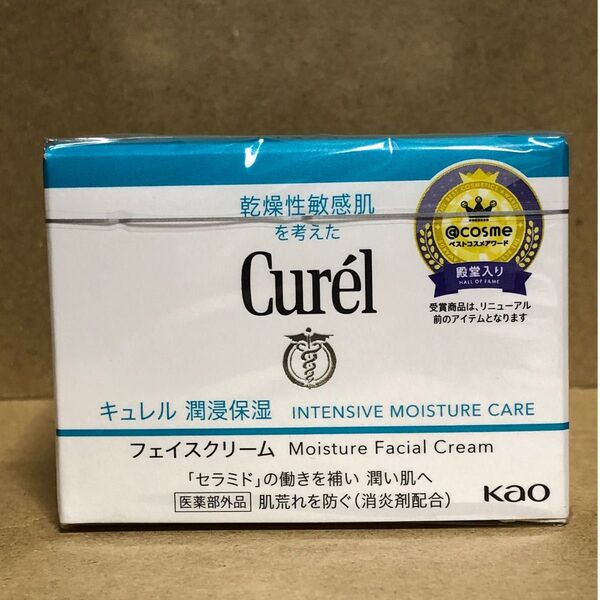 乾燥性敏感肌
を考えた
Curél
@cosme
ベストコスメアワード
殿堂入り
HALL OF FAME
受賞商品は、リニューアル
前のアイテムとなります
キュレル 潤浸保湿 INTENSIVE MOISTURE CARE
フェイスクリーム Moisture Facial Cream
「セラミド」の働きを補い 潤い肌へ
医薬部外品 肌荒れを防ぐ（消炎剤配合）
Kao